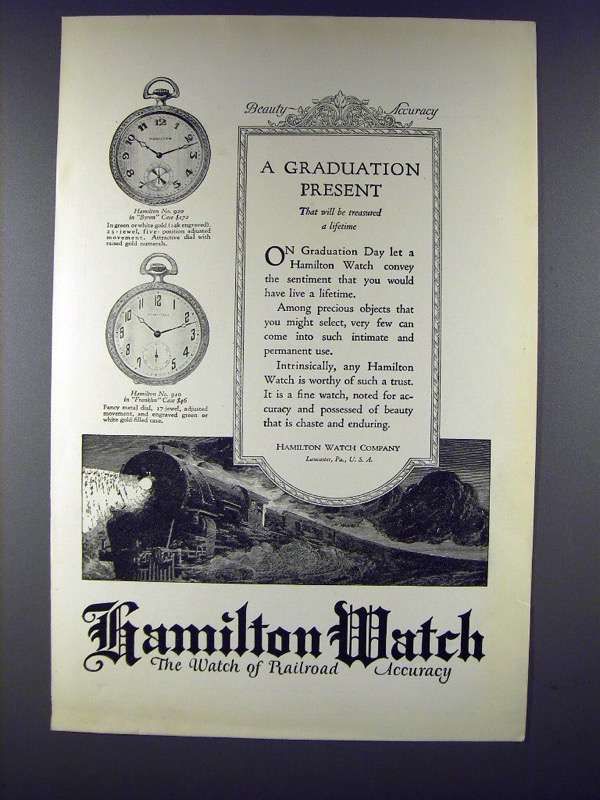 Beauty Accuracy
Hamilton No. 920
in "Byron" Case $172
In green or white gold (14k engraved).
23-jewel, five-position adjusted
movement. Attractive dial with
raised gold numerals.
Hamilton No. 910
in "Franklin" Case $46
Fancy metal dial, 17-jewel, adjusted
movement, and engraved green or
white gold filled case.
A GRADUATION
PRESENT
That will be treasured
a lifetime
ON Graduation Day let a
Hamilton Watch convey
the sentiment that you would
have live a lifetime.
Among precious objects that
you might select, very few can
come into such intimate and
permanent use.
Intrinsically, any Hamilton
Watch is worthy of such a trust.
It is a fine watch, noted for ac-
curacy and possessed of beauty
that is chaste and enduring.
HAMILTON WATCH COMPANY
Lancaster, Pa., U. S. A.
Hamilton Watch
The Watch of Railroad Accuracy